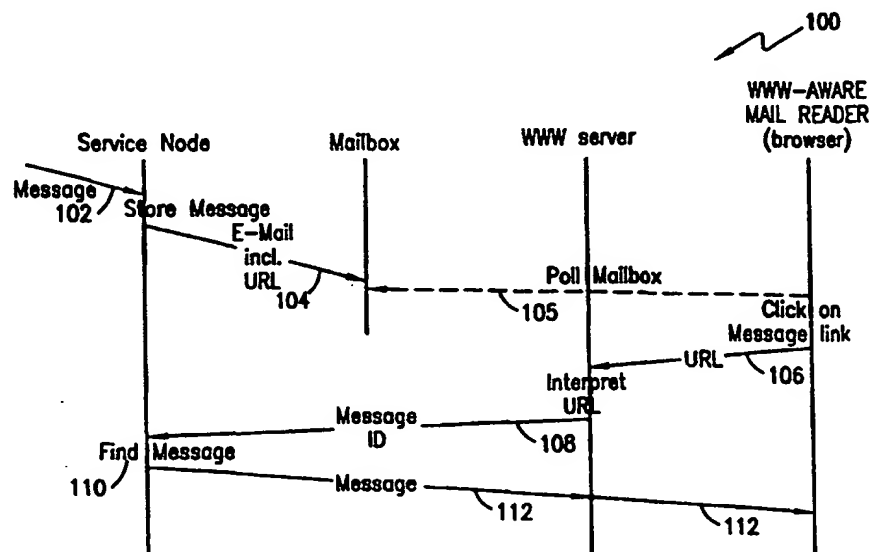 100
WWW-AWARE
MAIL READER
(browser)
Service Node
Mailbox
WWW server
Message
102
Store Message
E-Mail
incl.
URL
104
Poll Mailbox
105
Click on
Message link
URL
106
Interpret
URL
Message
ID
108
Find Message
110
Message
112
112